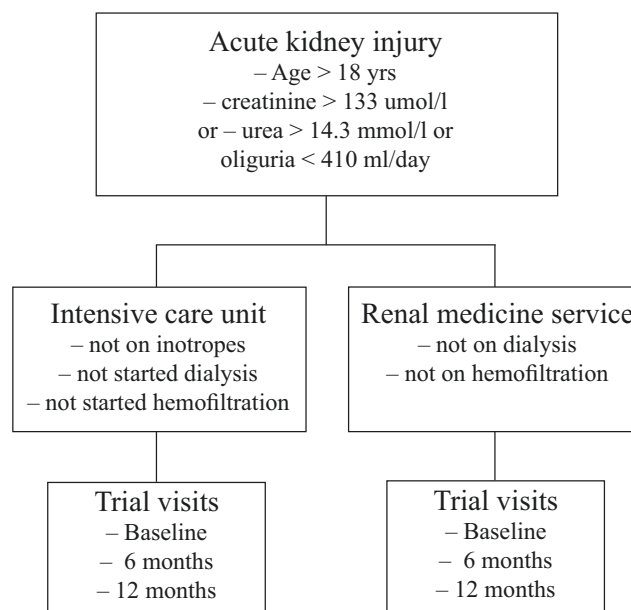 Acute kidney injury
– Age > 18 yrs
– creatinine > 133 umol/l
or – urea > 14.3 mmol/l or
oliguria < 410 ml/day
Intensive care unit
– not on inotropes
– not started dialysis
– not started hemofiltration
Renal medicine service
– not on dialysis
– not on hemofiltration
Trial visits
– Baseline
– 6 months
– 12 months
Trial visits
– Baseline
– 6 months
– 12 months